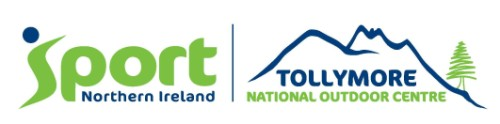 Sport
Northern Ireland
TOLLYMORE
NATIONAL OUTDOOR CENTRE